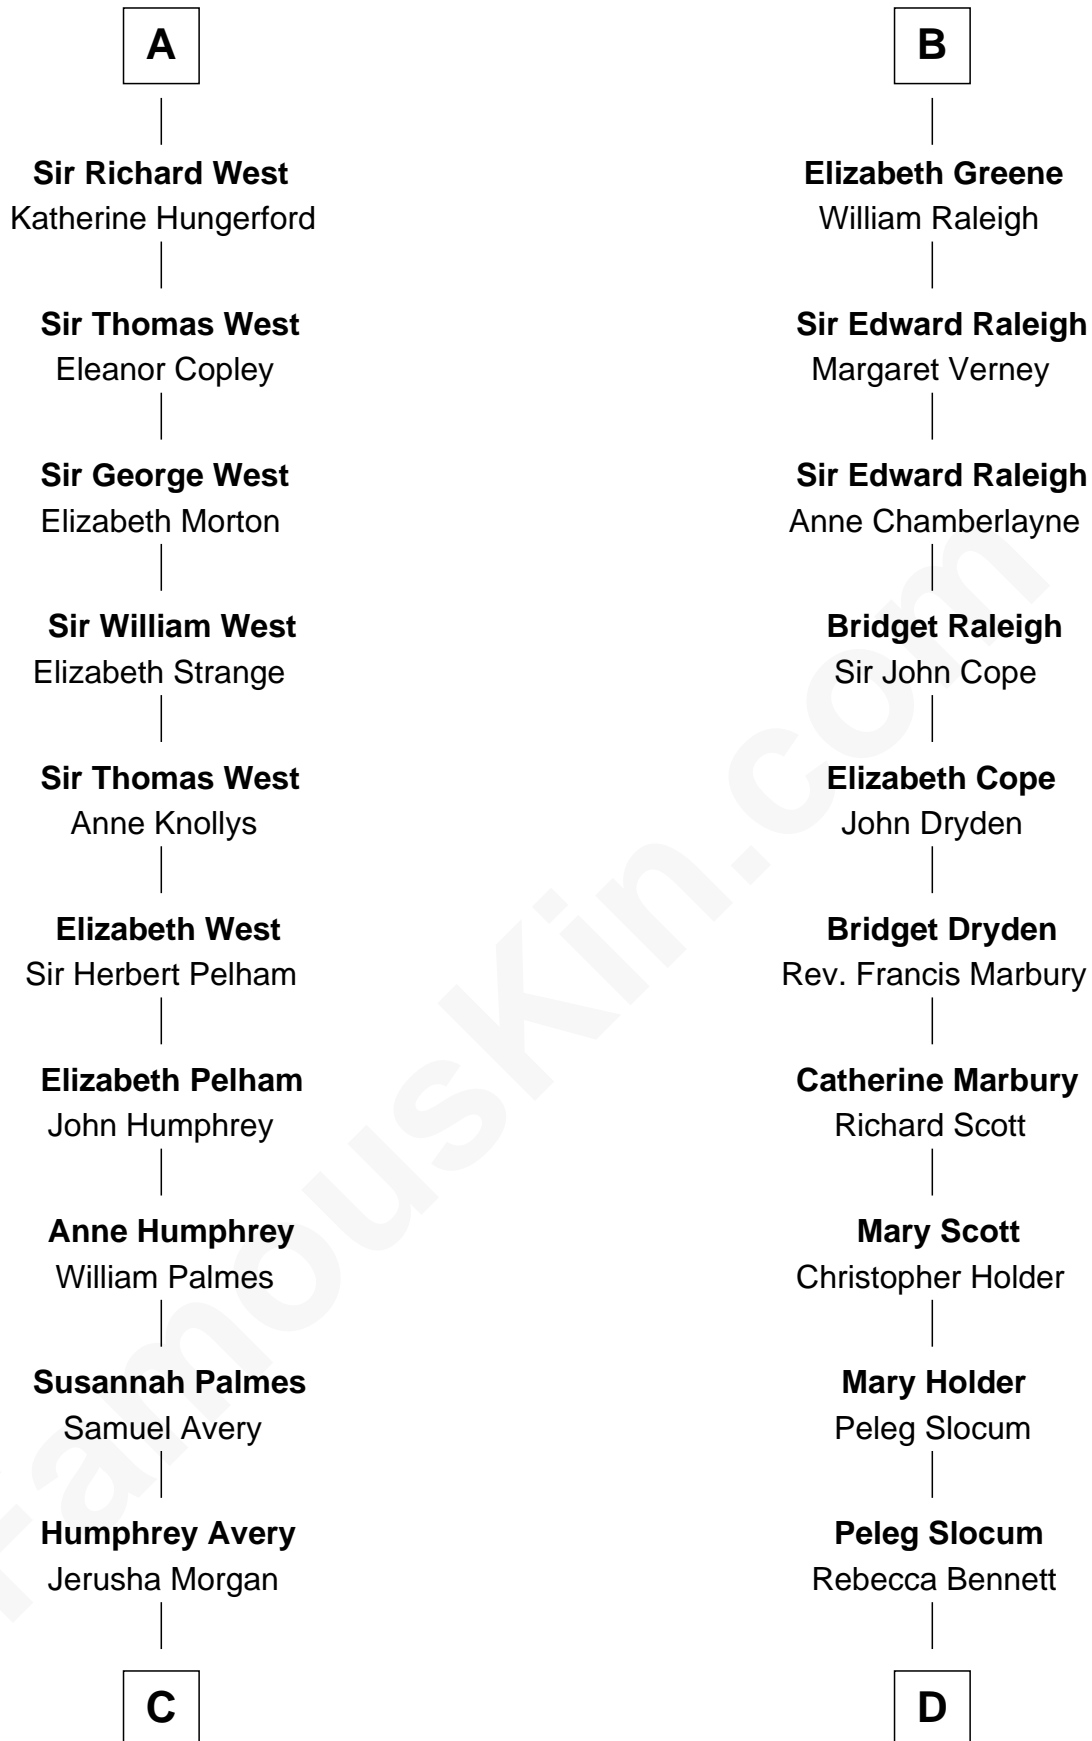 A
Sir Richard West
Katherine Hungerford
Sir Thomas West
Eleanor Copley
Sir George West
Elizabeth Morton
Sir William West
Elizabeth Strange
Sir Thomas West
Anne Knollys
Elizabeth West
Sir Herbert Pelham
Elizabeth Pelham
John Humphrey
Anne Humphrey
William Palmes
Susannah Palmes
Samuel Avery
Humphrey Avery
Jerusha Morgan
C
B
Elizabeth Greene
William Raleigh
Sir Edward Raleigh
Margaret Verney
Sir Edward Raleigh
Anne Chamberlayne
Bridget Raleigh
Sir John Cope
Elizabeth Cope
John Dryden
Bridget Dryden
Rev. Francis Marbury
Catherine Marbury
Richard Scott
Mary Scott
Christopher Holder
Mary Holder
Peleg Slocum
Peleg Slocum
Rebecca Bennett
D
FamousKin.com